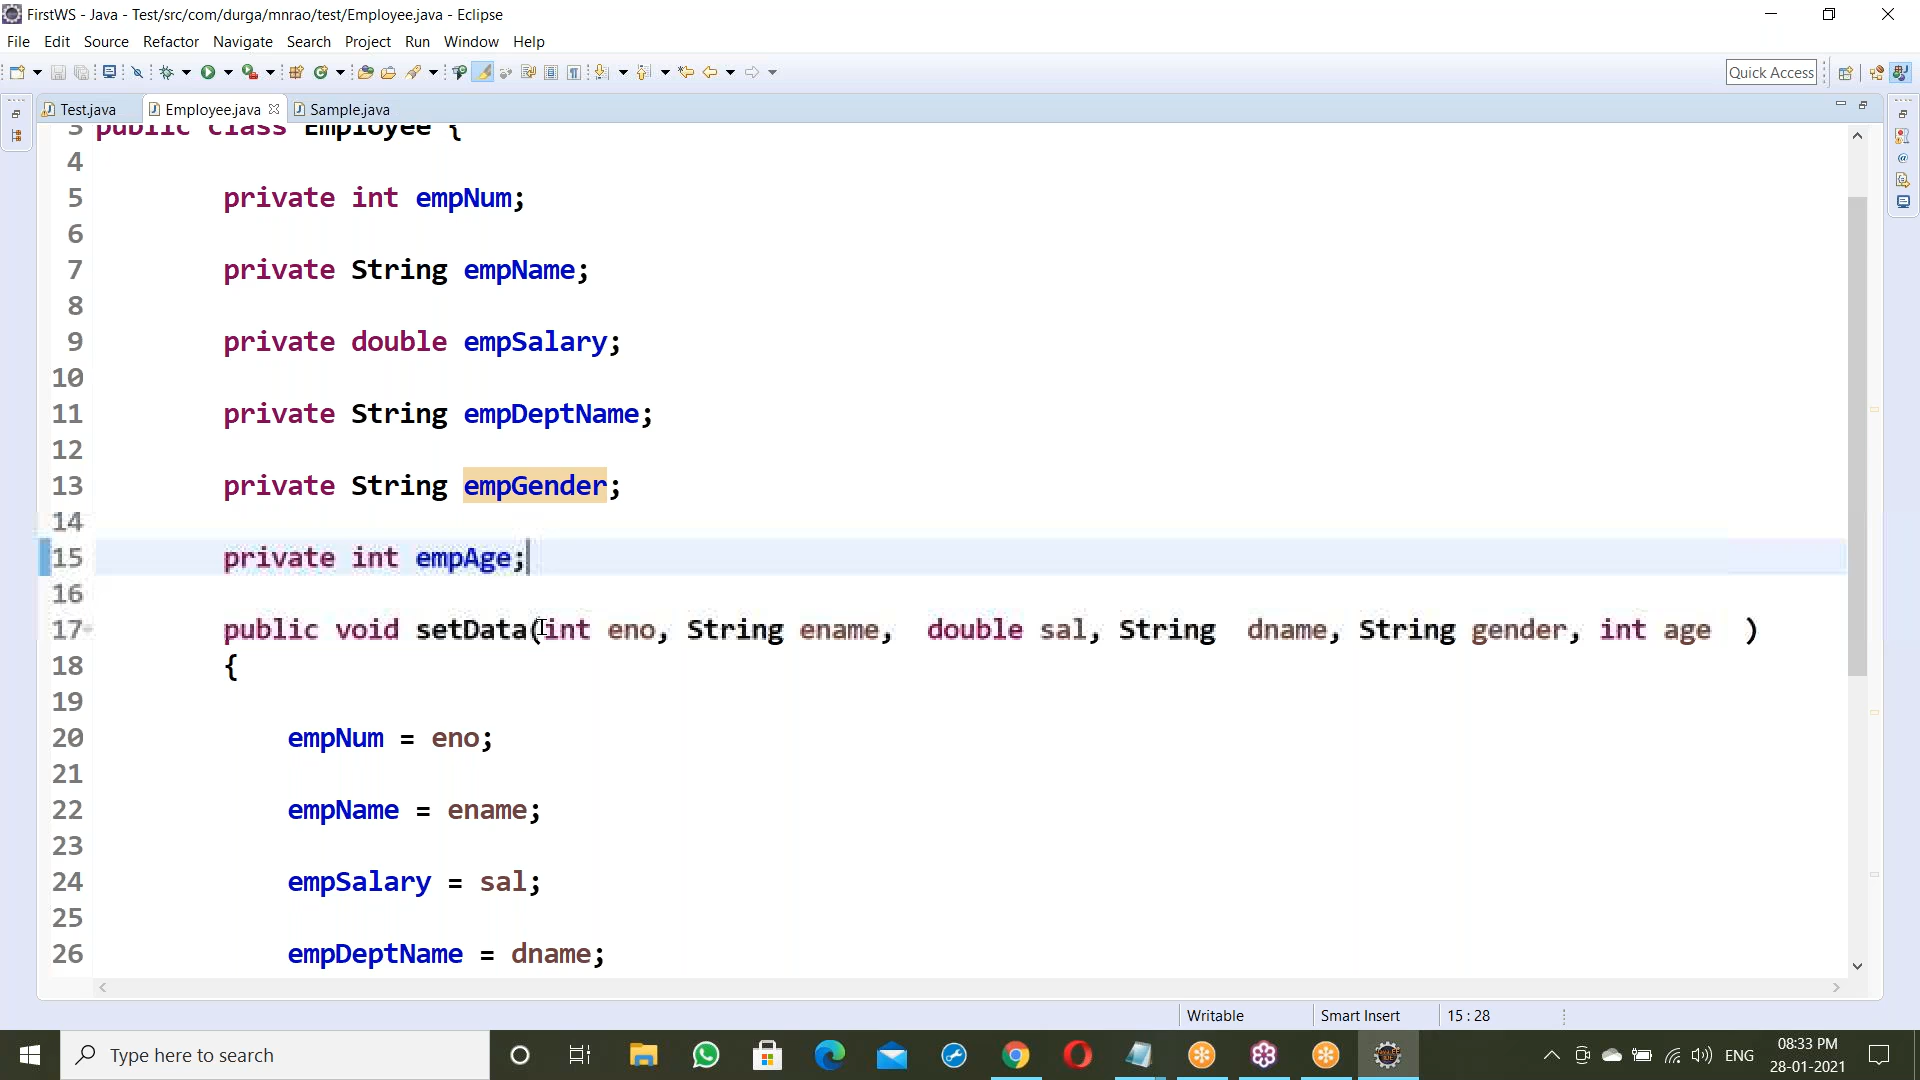 FirstWS - Java - Test/src/com/durga/mnrao/test/Employee.java - Eclipse
File Edit Source Refactor Navigate Search Project Run Window Help
Quick Access
Test.java Employee.java Sample.java
3 public class Employee {
4
5 private int empNum;
6
7 private String empName;
8
9 private double empSalary;
10
11 private String empDeptName;
12
13 private String empGender;
14
15 private int empAge;
16
17 public void setData(int eno, String ename, double sal, String dname, String gender, int age )
18 {
19
20 empNum = eno;
21
22 empName = ename;
23
24 empSalary = sal;
25
26 empDeptName = dname;
Writable Smart Insert 15 : 28
Type here to search
ENG
08:33 PM
28-01-2021